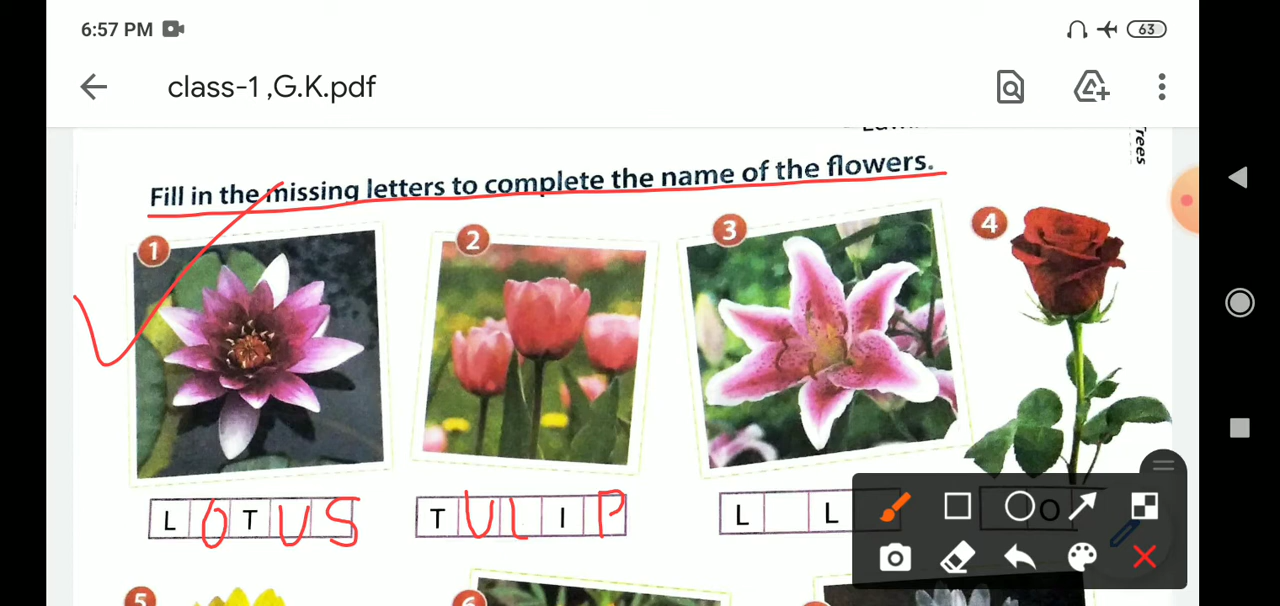 6:57 PM 63
class-1 ,G.K.pdf
Trees
Fill in the missing letters to complete the name of the flowers.
1 2 3 4
L O T U S T U L I P L L O
5 6